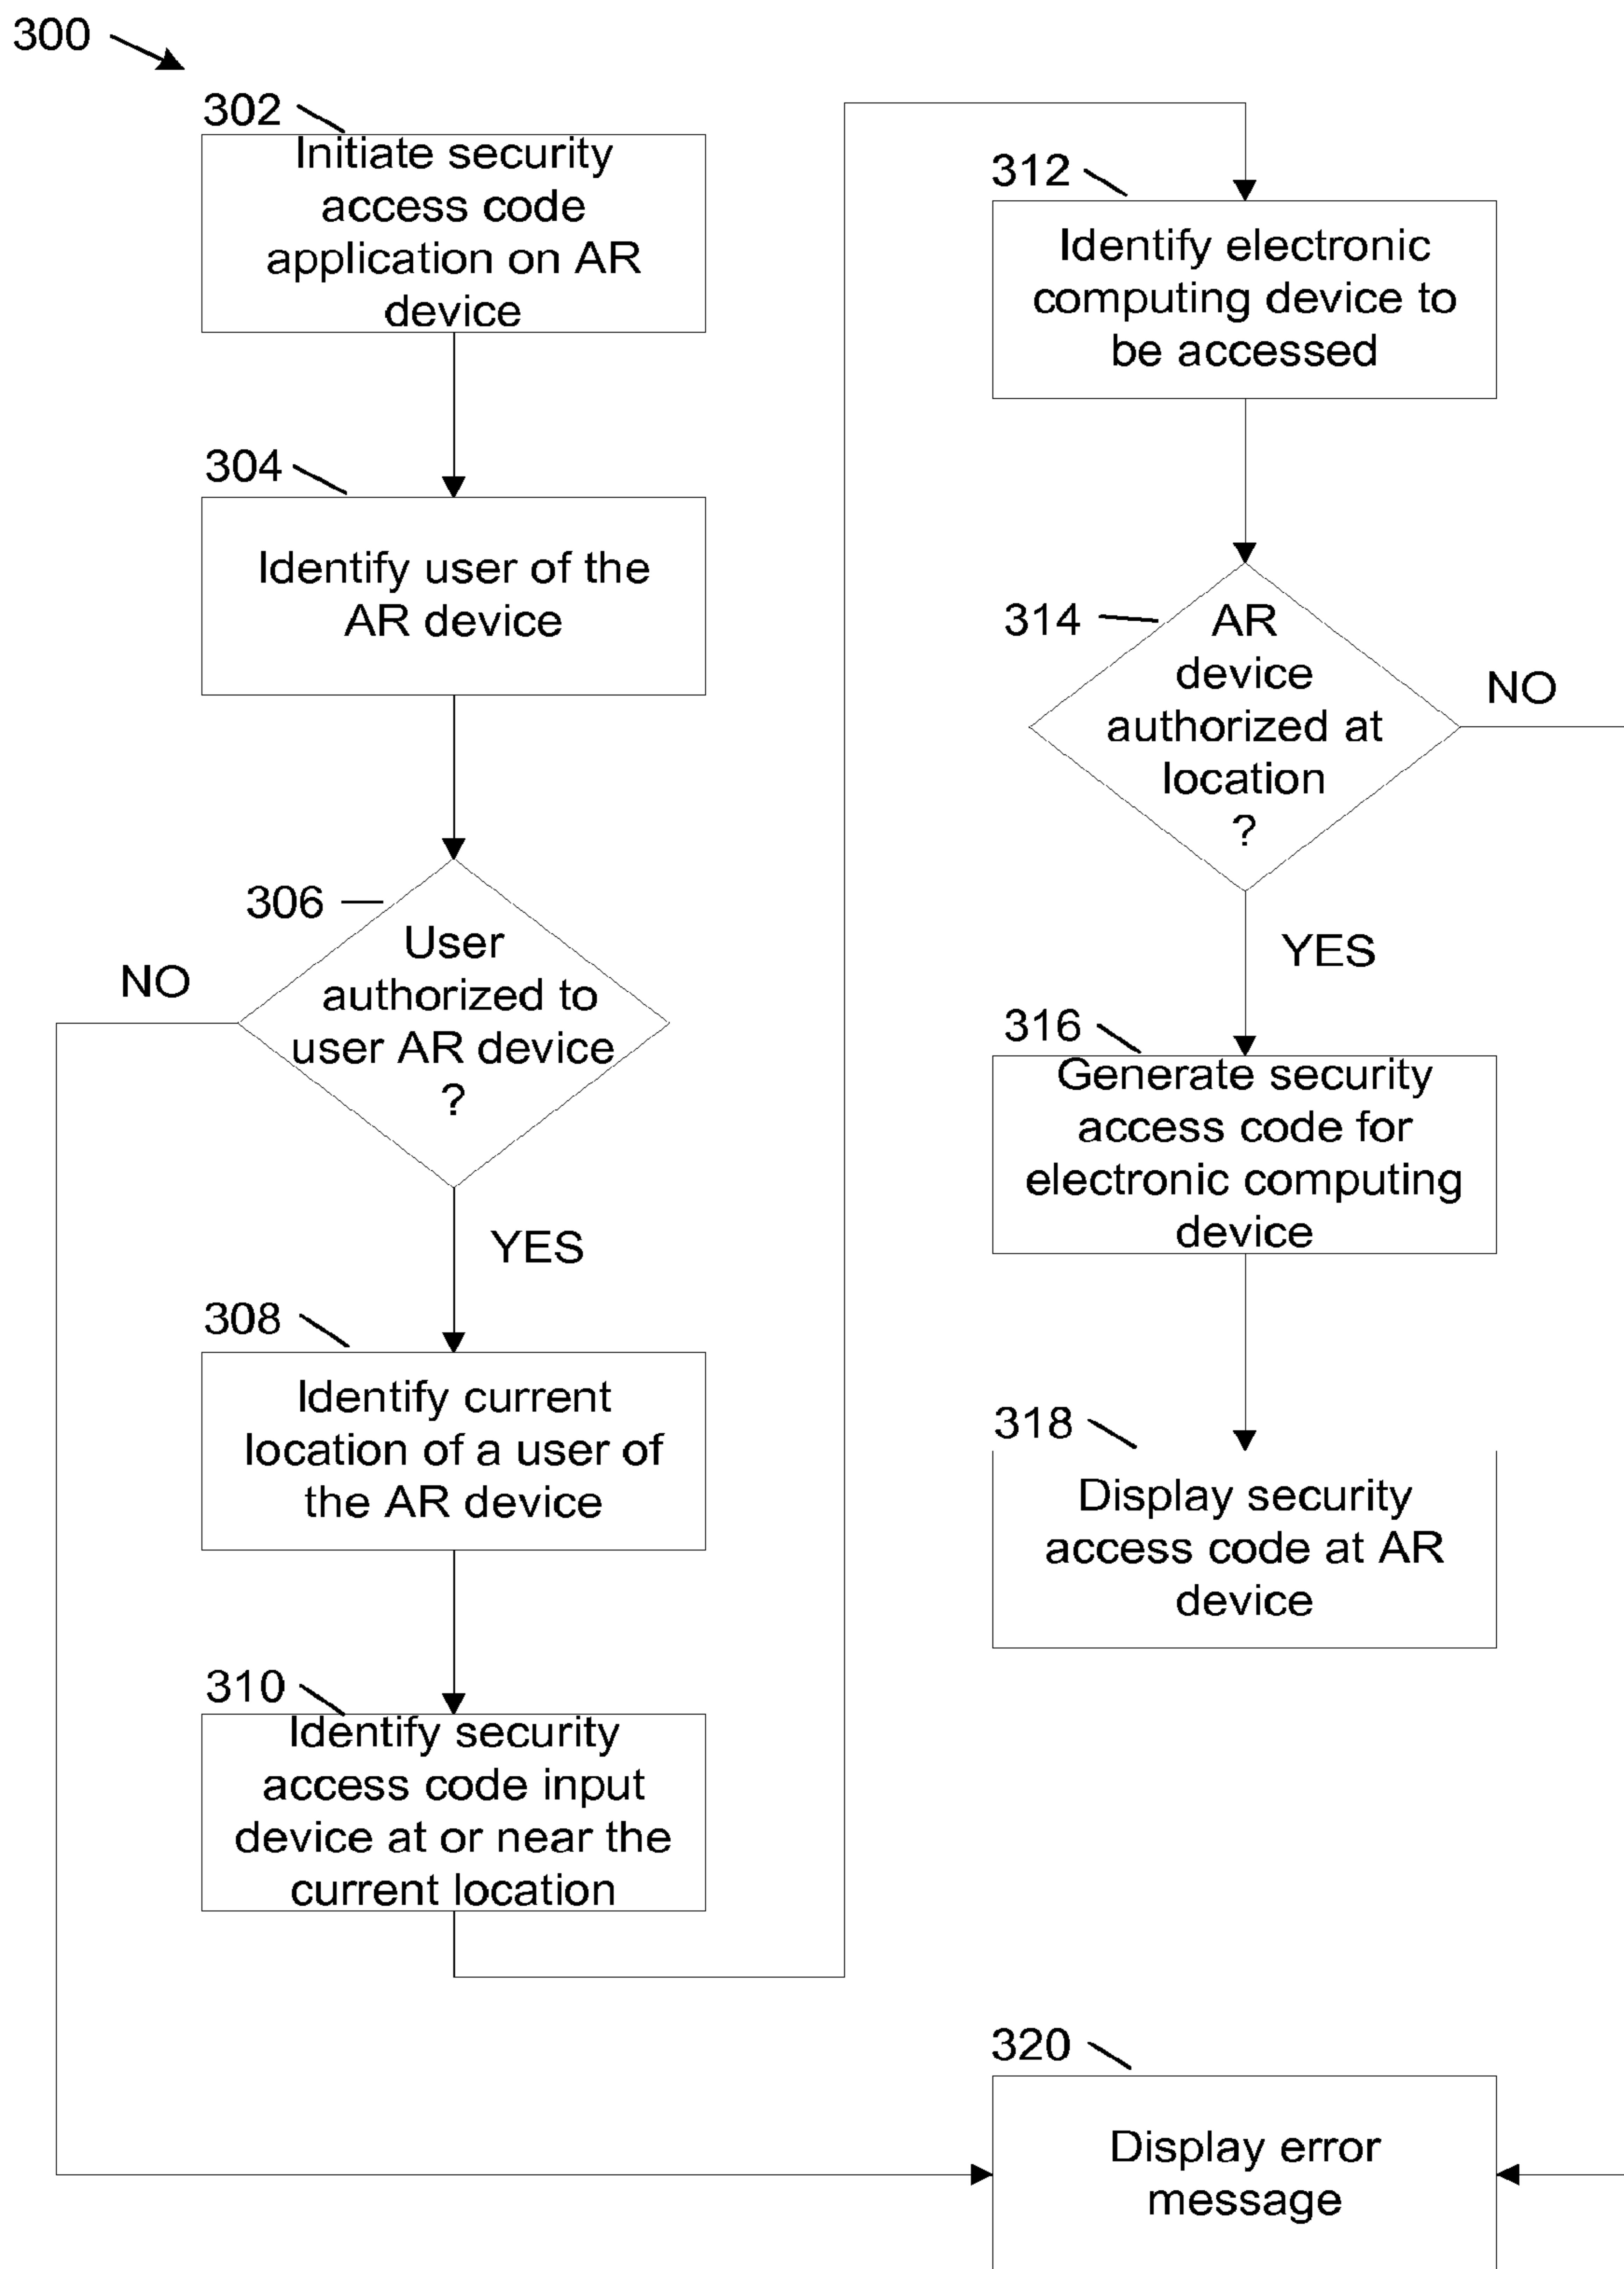 300
302
Initiate security
access code
application on AR
device
304
Identify user of the
AR device
306
User
authorized to
user AR device
?
NO
YES
308
Identify current
location of a user of
the AR device
310
Identify security
access code input
device at or near the
current location
312
Identify electronic
computing device to
be accessed
314
AR
device
authorized at
location
?
NO
YES
316
Generate security
access code for
electronic computing
device
318
Display security
access code at AR
device
320
Display error
message